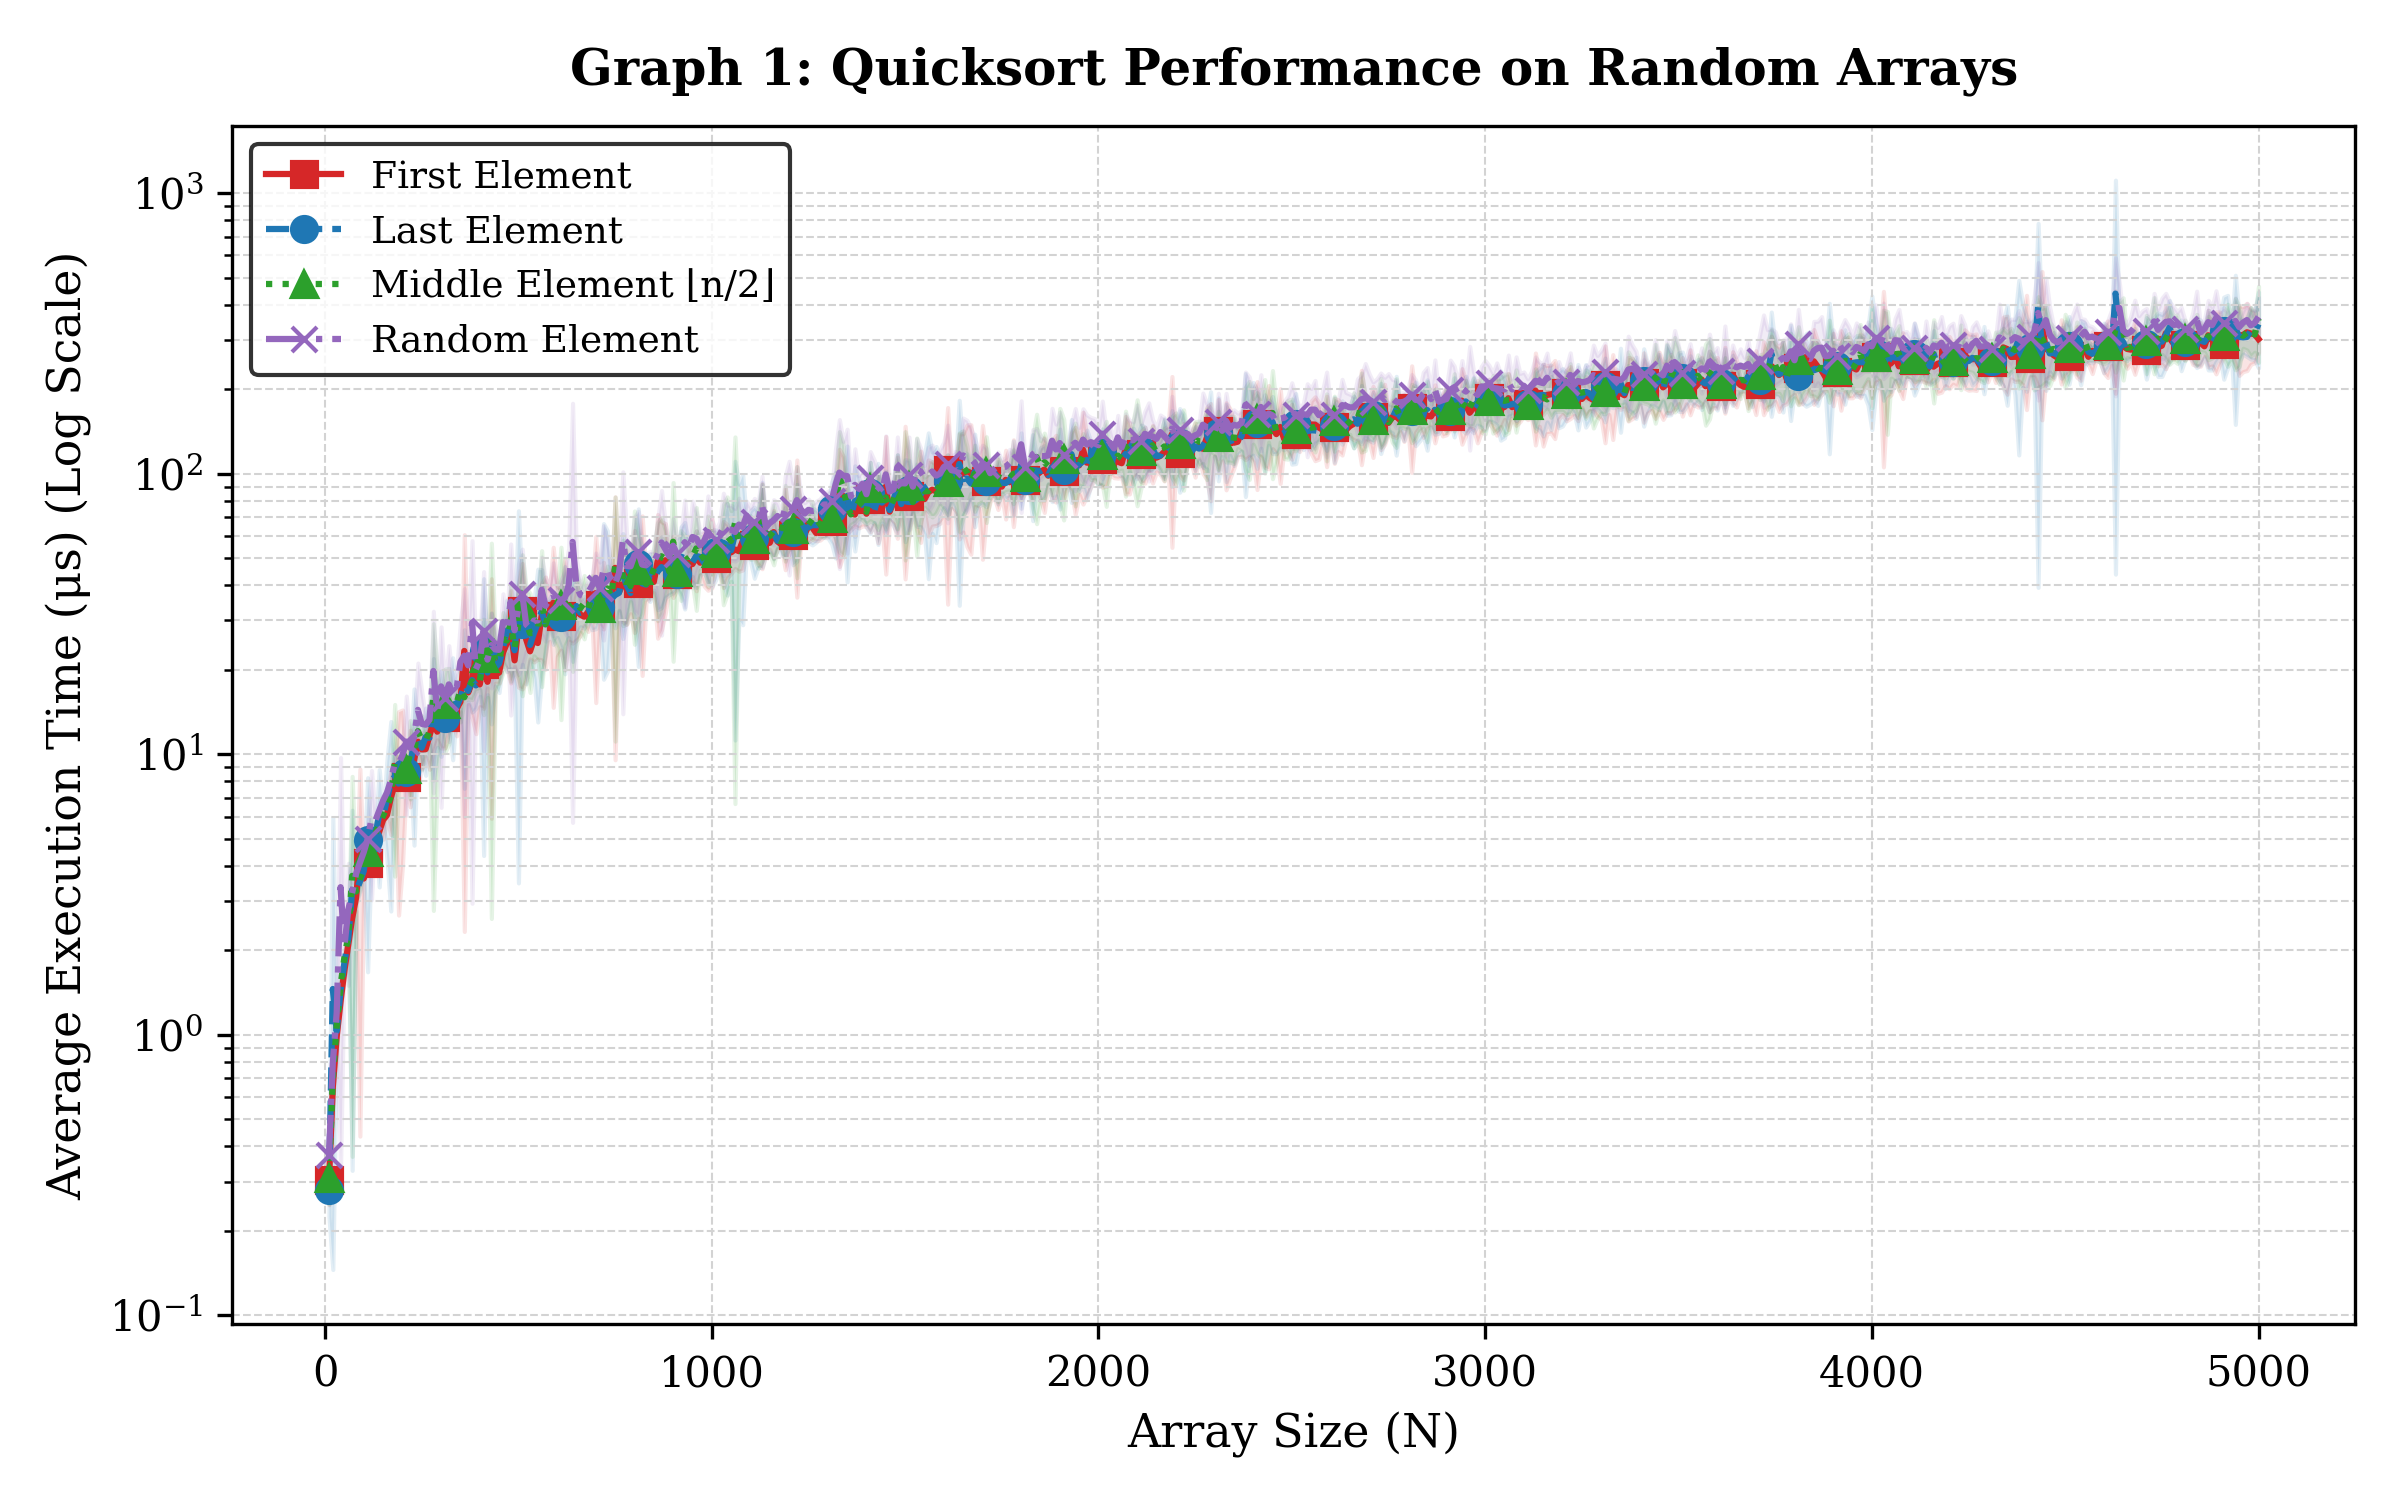 Graph 1: Quicksort Performance on Random Arrays
First Element
Last Element
Middle Element ⌊n/2⌋
Random Element
Average Execution Time (µs) (Log Scale)
10³
10²
10¹
10⁰
10⁻¹
0 1000 2000 3000 4000 5000
Array Size (N)